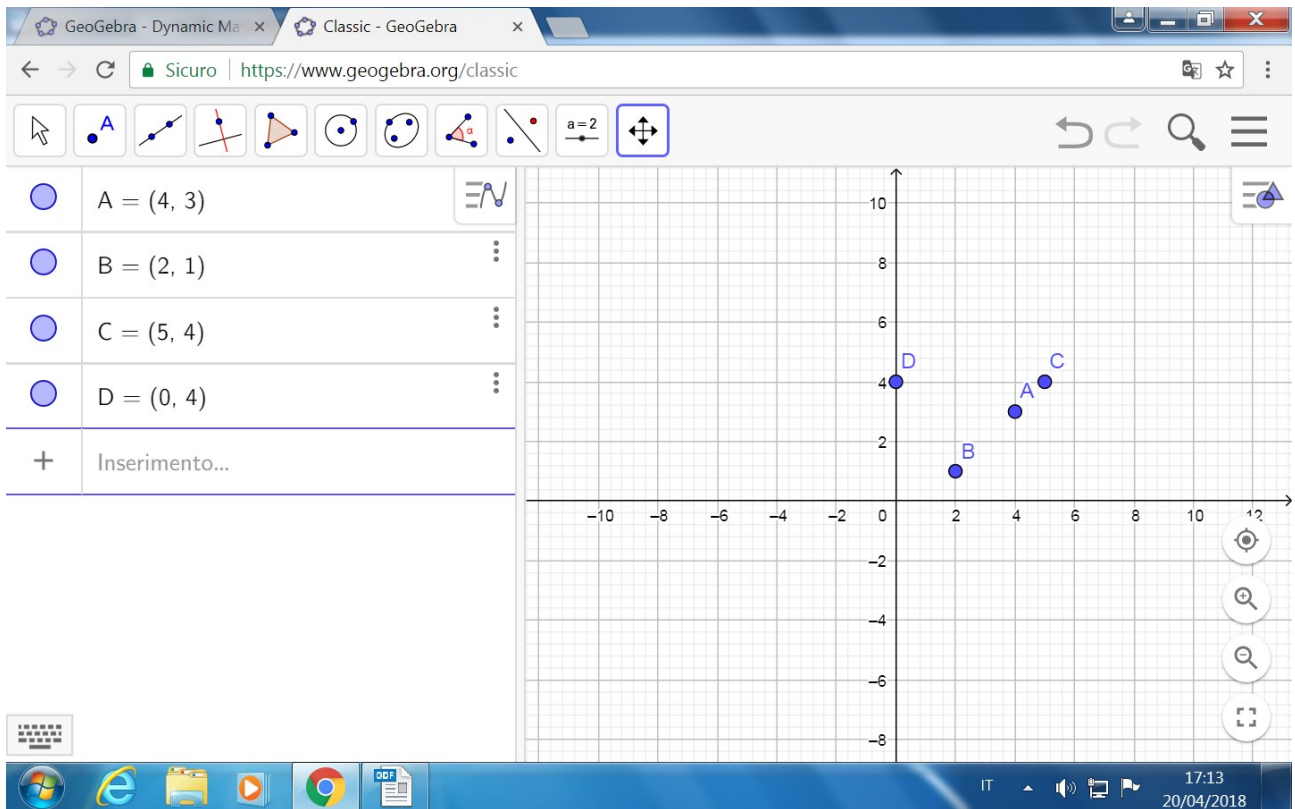 GeoGebra - Dynamic Ma
Classic - GeoGebra
Sicuro | https://www.geogebra.org/classic
A
α
a=2
A = (4, 3)
B = (2, 1)
C = (5, 4)
D = (0, 4)
Inserimento...
10
8
6
4
2
D
C
A
B
–10 –8 –6 –4 –2 0 2 4 6 8 10 12
–2
–4
–6
–8
ODF
IT
17:13
20/04/2018